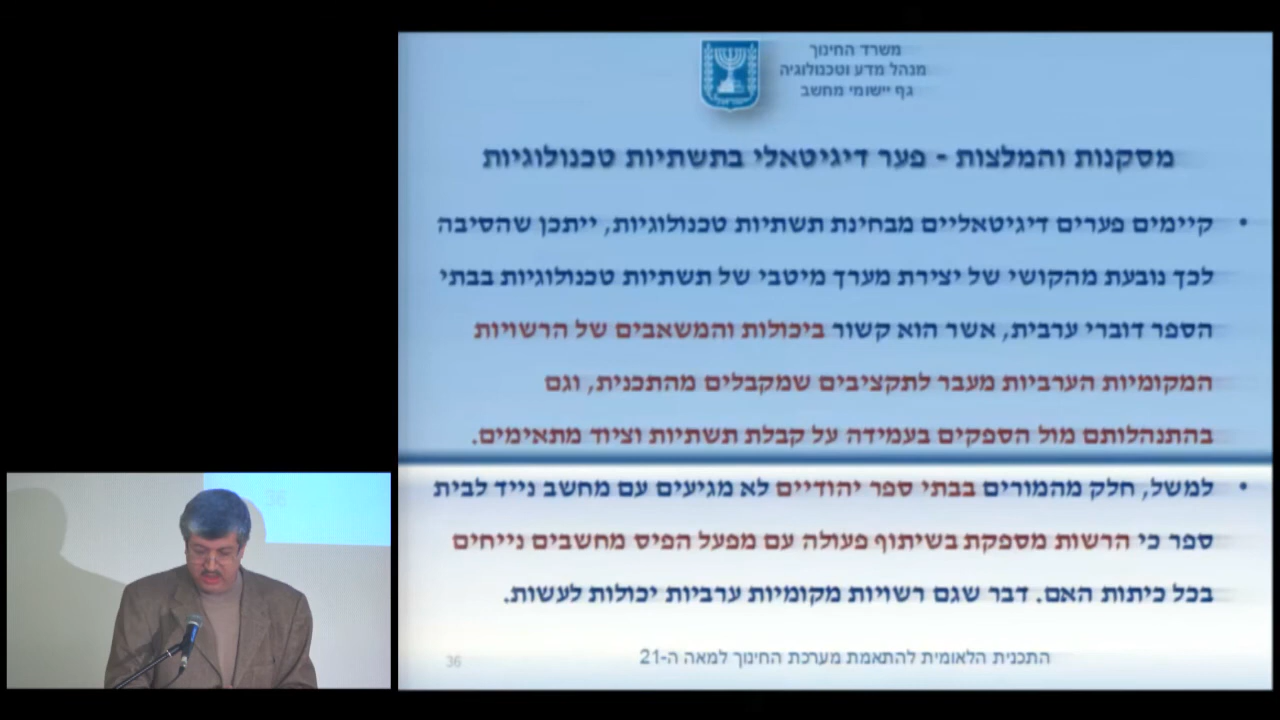 משרד החינוך
מנהל מדע וטכנולוגיה
גף יישומי מחשב
מסקנות והמלצות - פער דיגיטאלי בתשתיות טכנולוגיות
• קיימים פערים דיגיטאליים מבחינת תשתיות טכנולוגיות, ייתכן שהסיבה
לכך נובעת מהקושי של יצירת מערך מיטבי של תשתיות טכנולוגיות בבתי
הספר דוברי ערבית, אשר הוא קשור ביכולות והמשאבים של הרשויות
המקומיות הערביות מעבר לתקציבים שמקבלים מהתכנית, וגם
בהתנהלותם מול הספקים בעמידה על קבלת תשתיות וציוד מתאימים.
• למשל, חלק מהמורים בבתי ספר יהודיים לא מגיעים עם מחשב נייד לבית
ספר כי הרשות מספקת בשיתוף פעולה עם מפעל הפיס מחשבים נייחים
בכל כיתות האם. דבר שגם רשויות מקומיות ערביות יכולות לעשות.
התכנית הלאומית להתאמת מערכת החינוך למאה ה-21
36
36